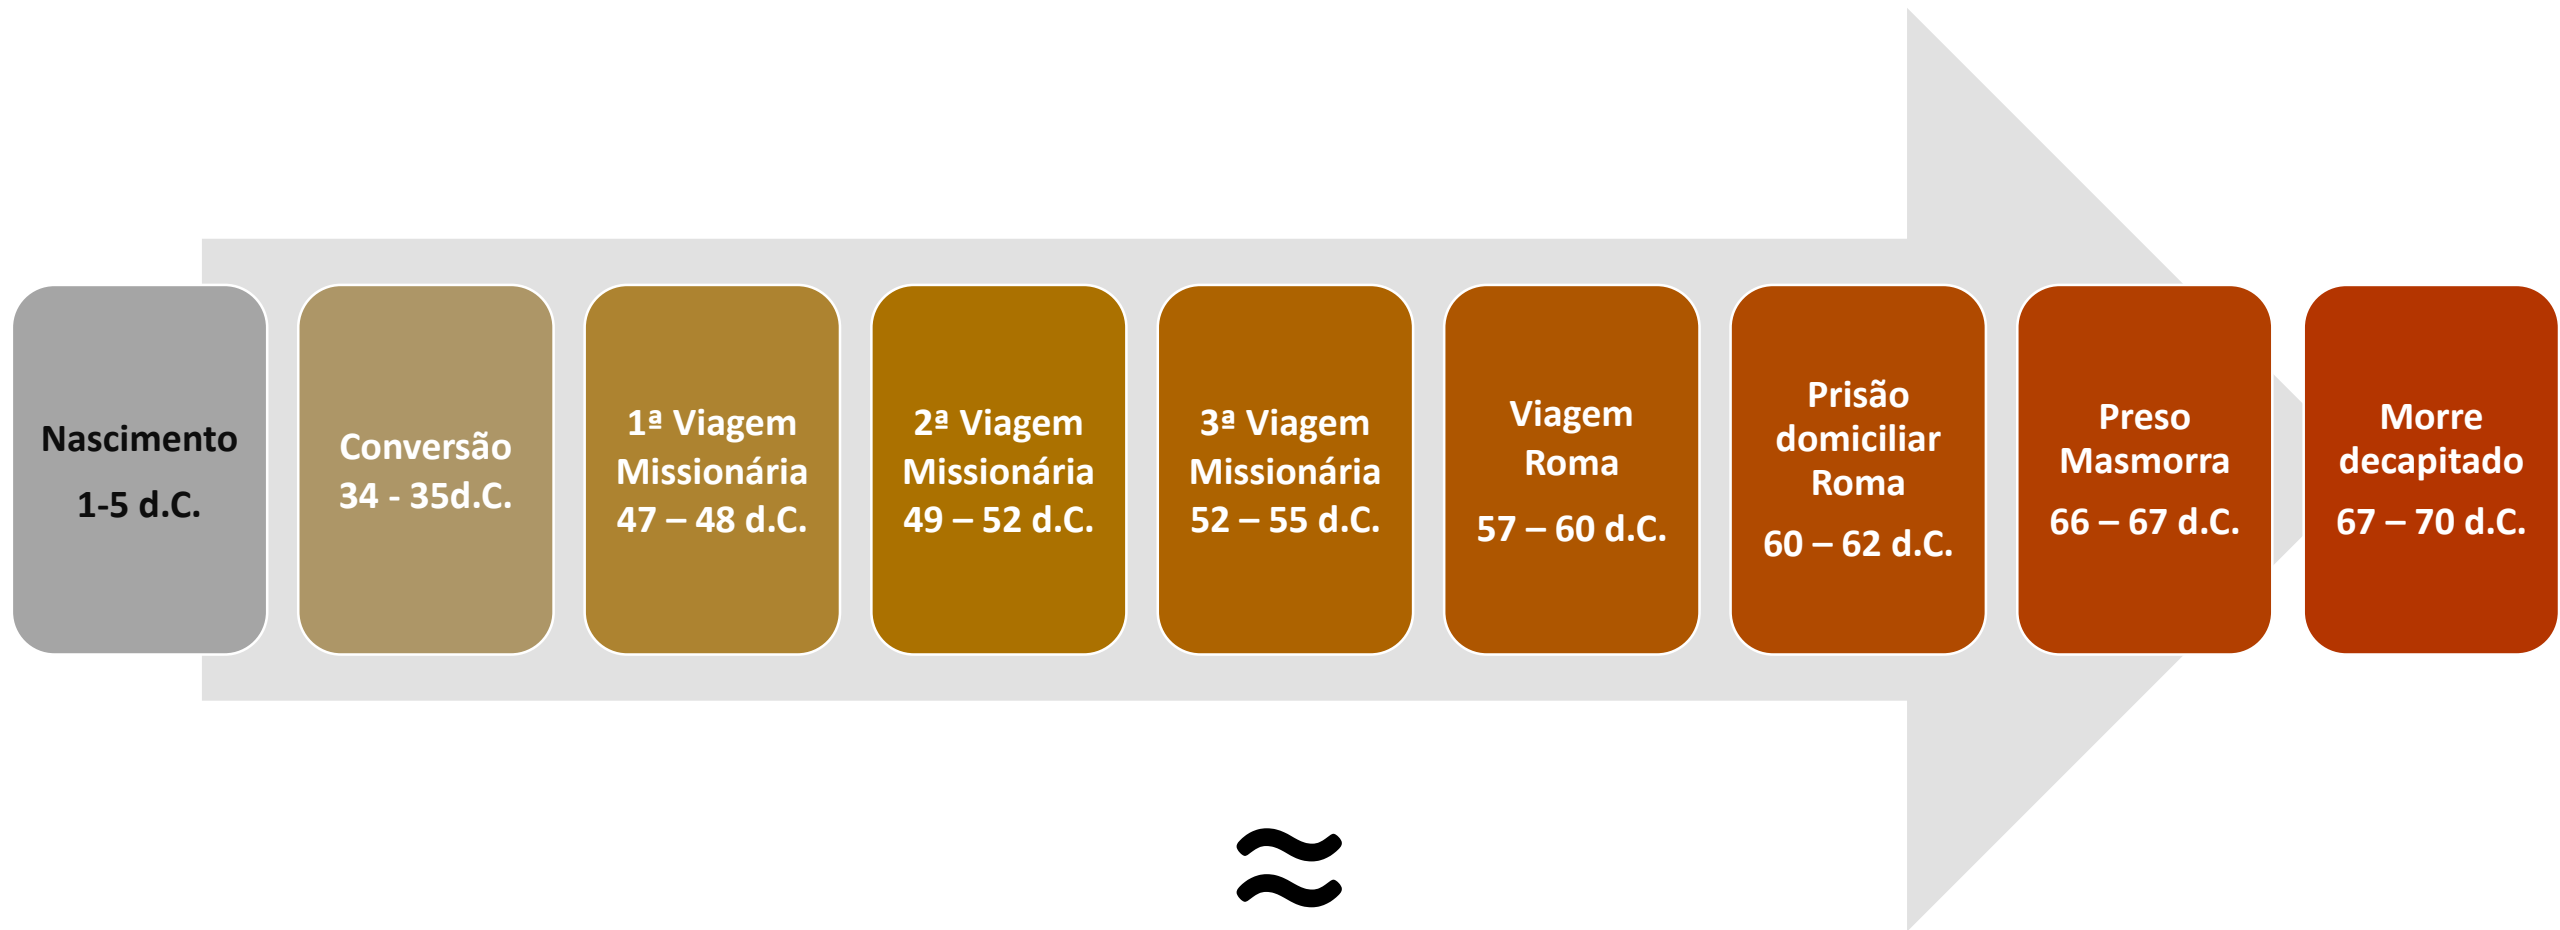 Nascimento
1-5 d.C.
Conversão
34 - 35d.C.
1ª Viagem
Missionária
47 – 48 d.C.
2ª Viagem
Missionária
49 – 52 d.C.
3ª Viagem
Missionária
52 – 55 d.C.
Viagem
Roma
57 – 60 d.C.
Prisão
domiciliar
Roma
60 – 62 d.C.
Preso
Masmorra
66 – 67 d.C.
Morre
decapitado
67 – 70 d.C.
≈